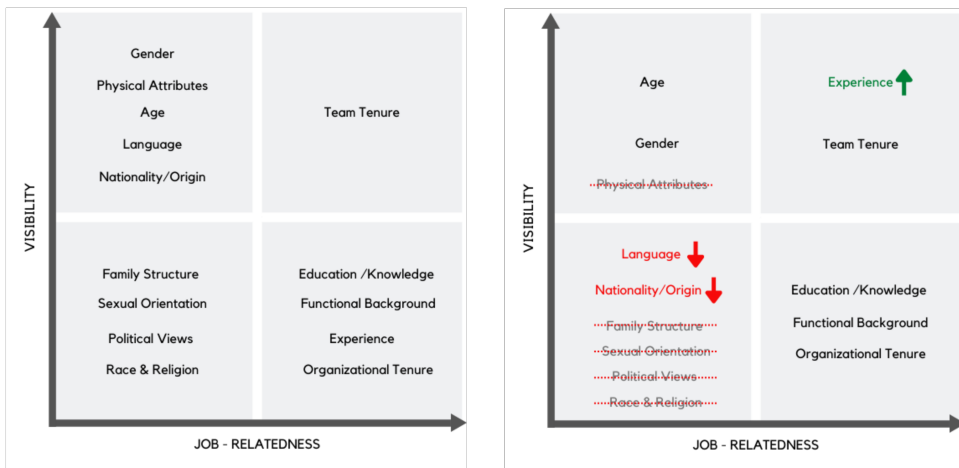 Gender
Physical Attributes
Age
Language
Nationality/Origin
Team Tenure
Family Structure
Sexual Orientation
Political Views
Race & Religion
Education /Knowledge
Functional Background
Experience
Organizational Tenure
VISIBILITY
JOB - RELATEDNESS
Age
Gender
Physical Attributes
Experience
Team Tenure
Language
Nationality/Origin
Family Structure
Sexual Orientation
Political Views
Race & Religion
Education /Knowledge
Functional Background
Organizational Tenure
VISIBILITY
JOB - RELATEDNESS